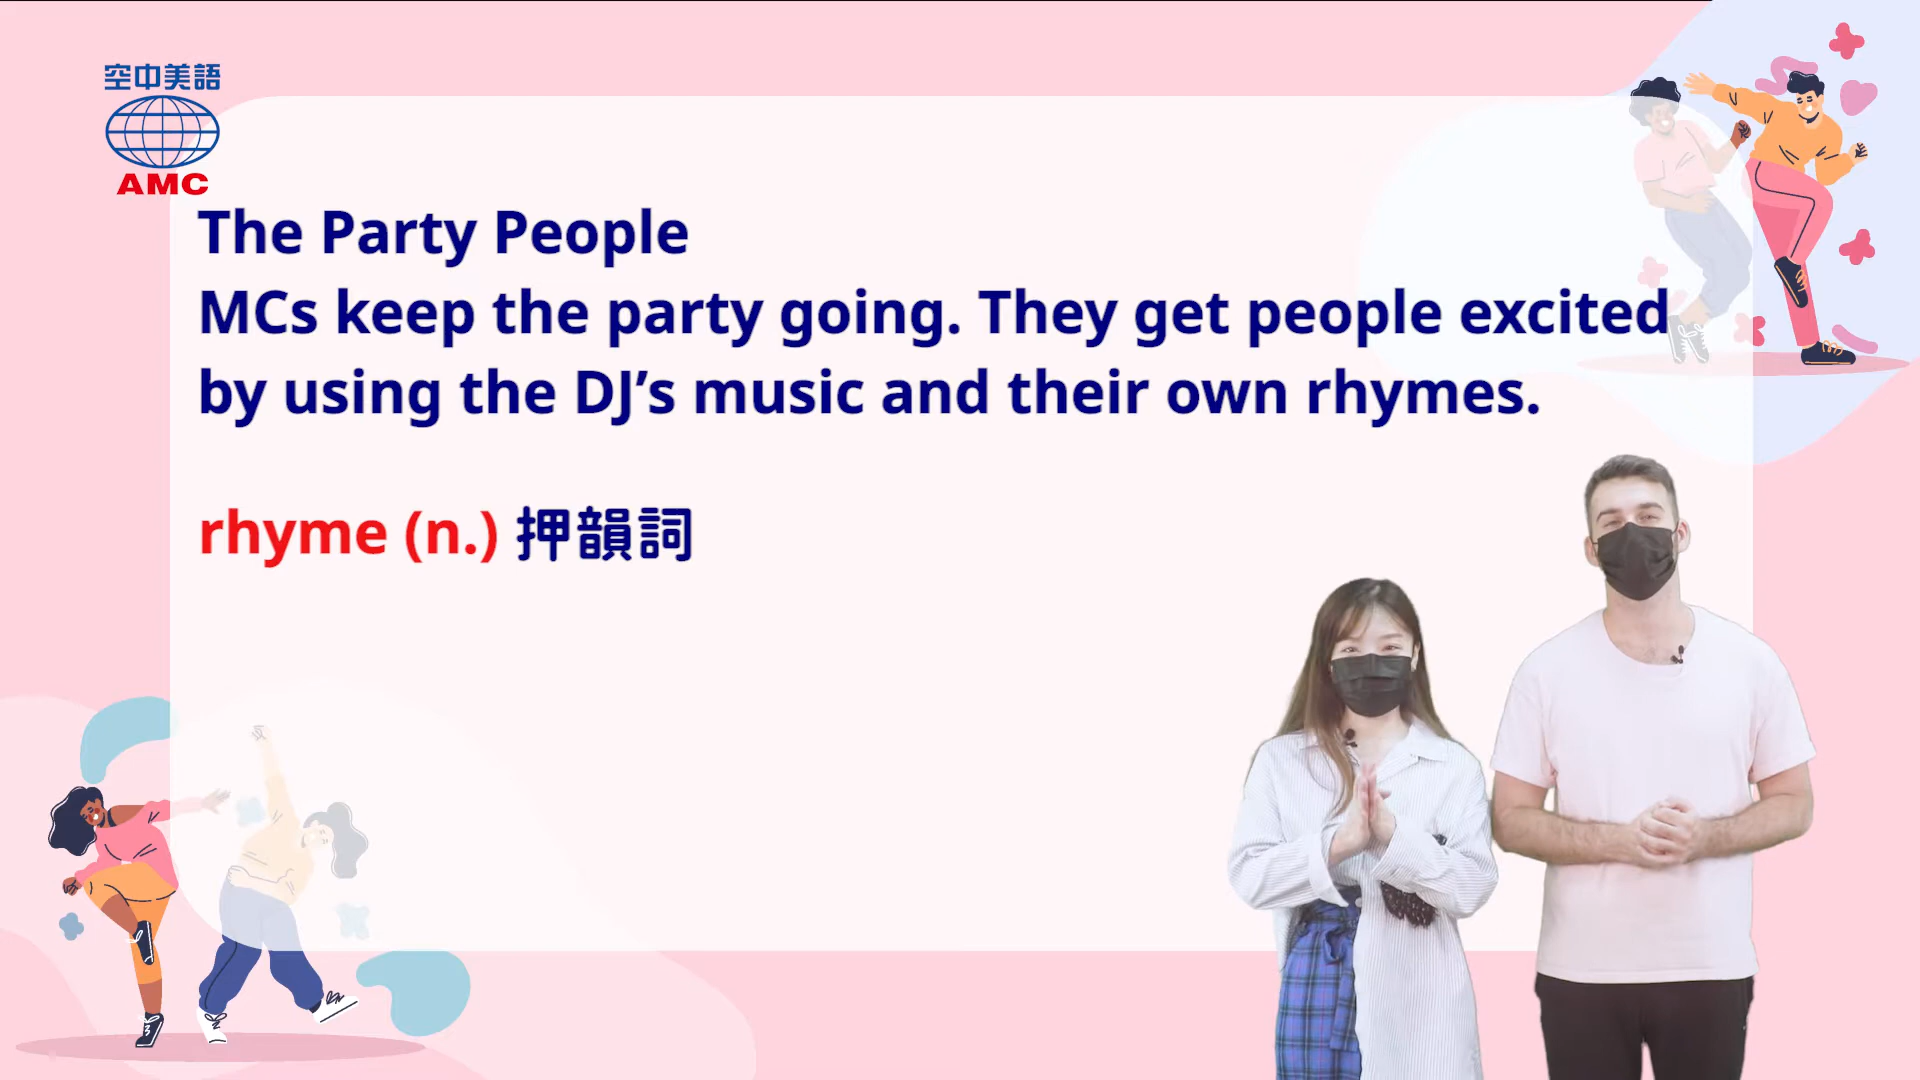 空中美語
AMC
The Party People
MCs keep the party going. They get people excited
by using the DJ’s music and their own rhymes.
rhyme (n.) 押韻詞